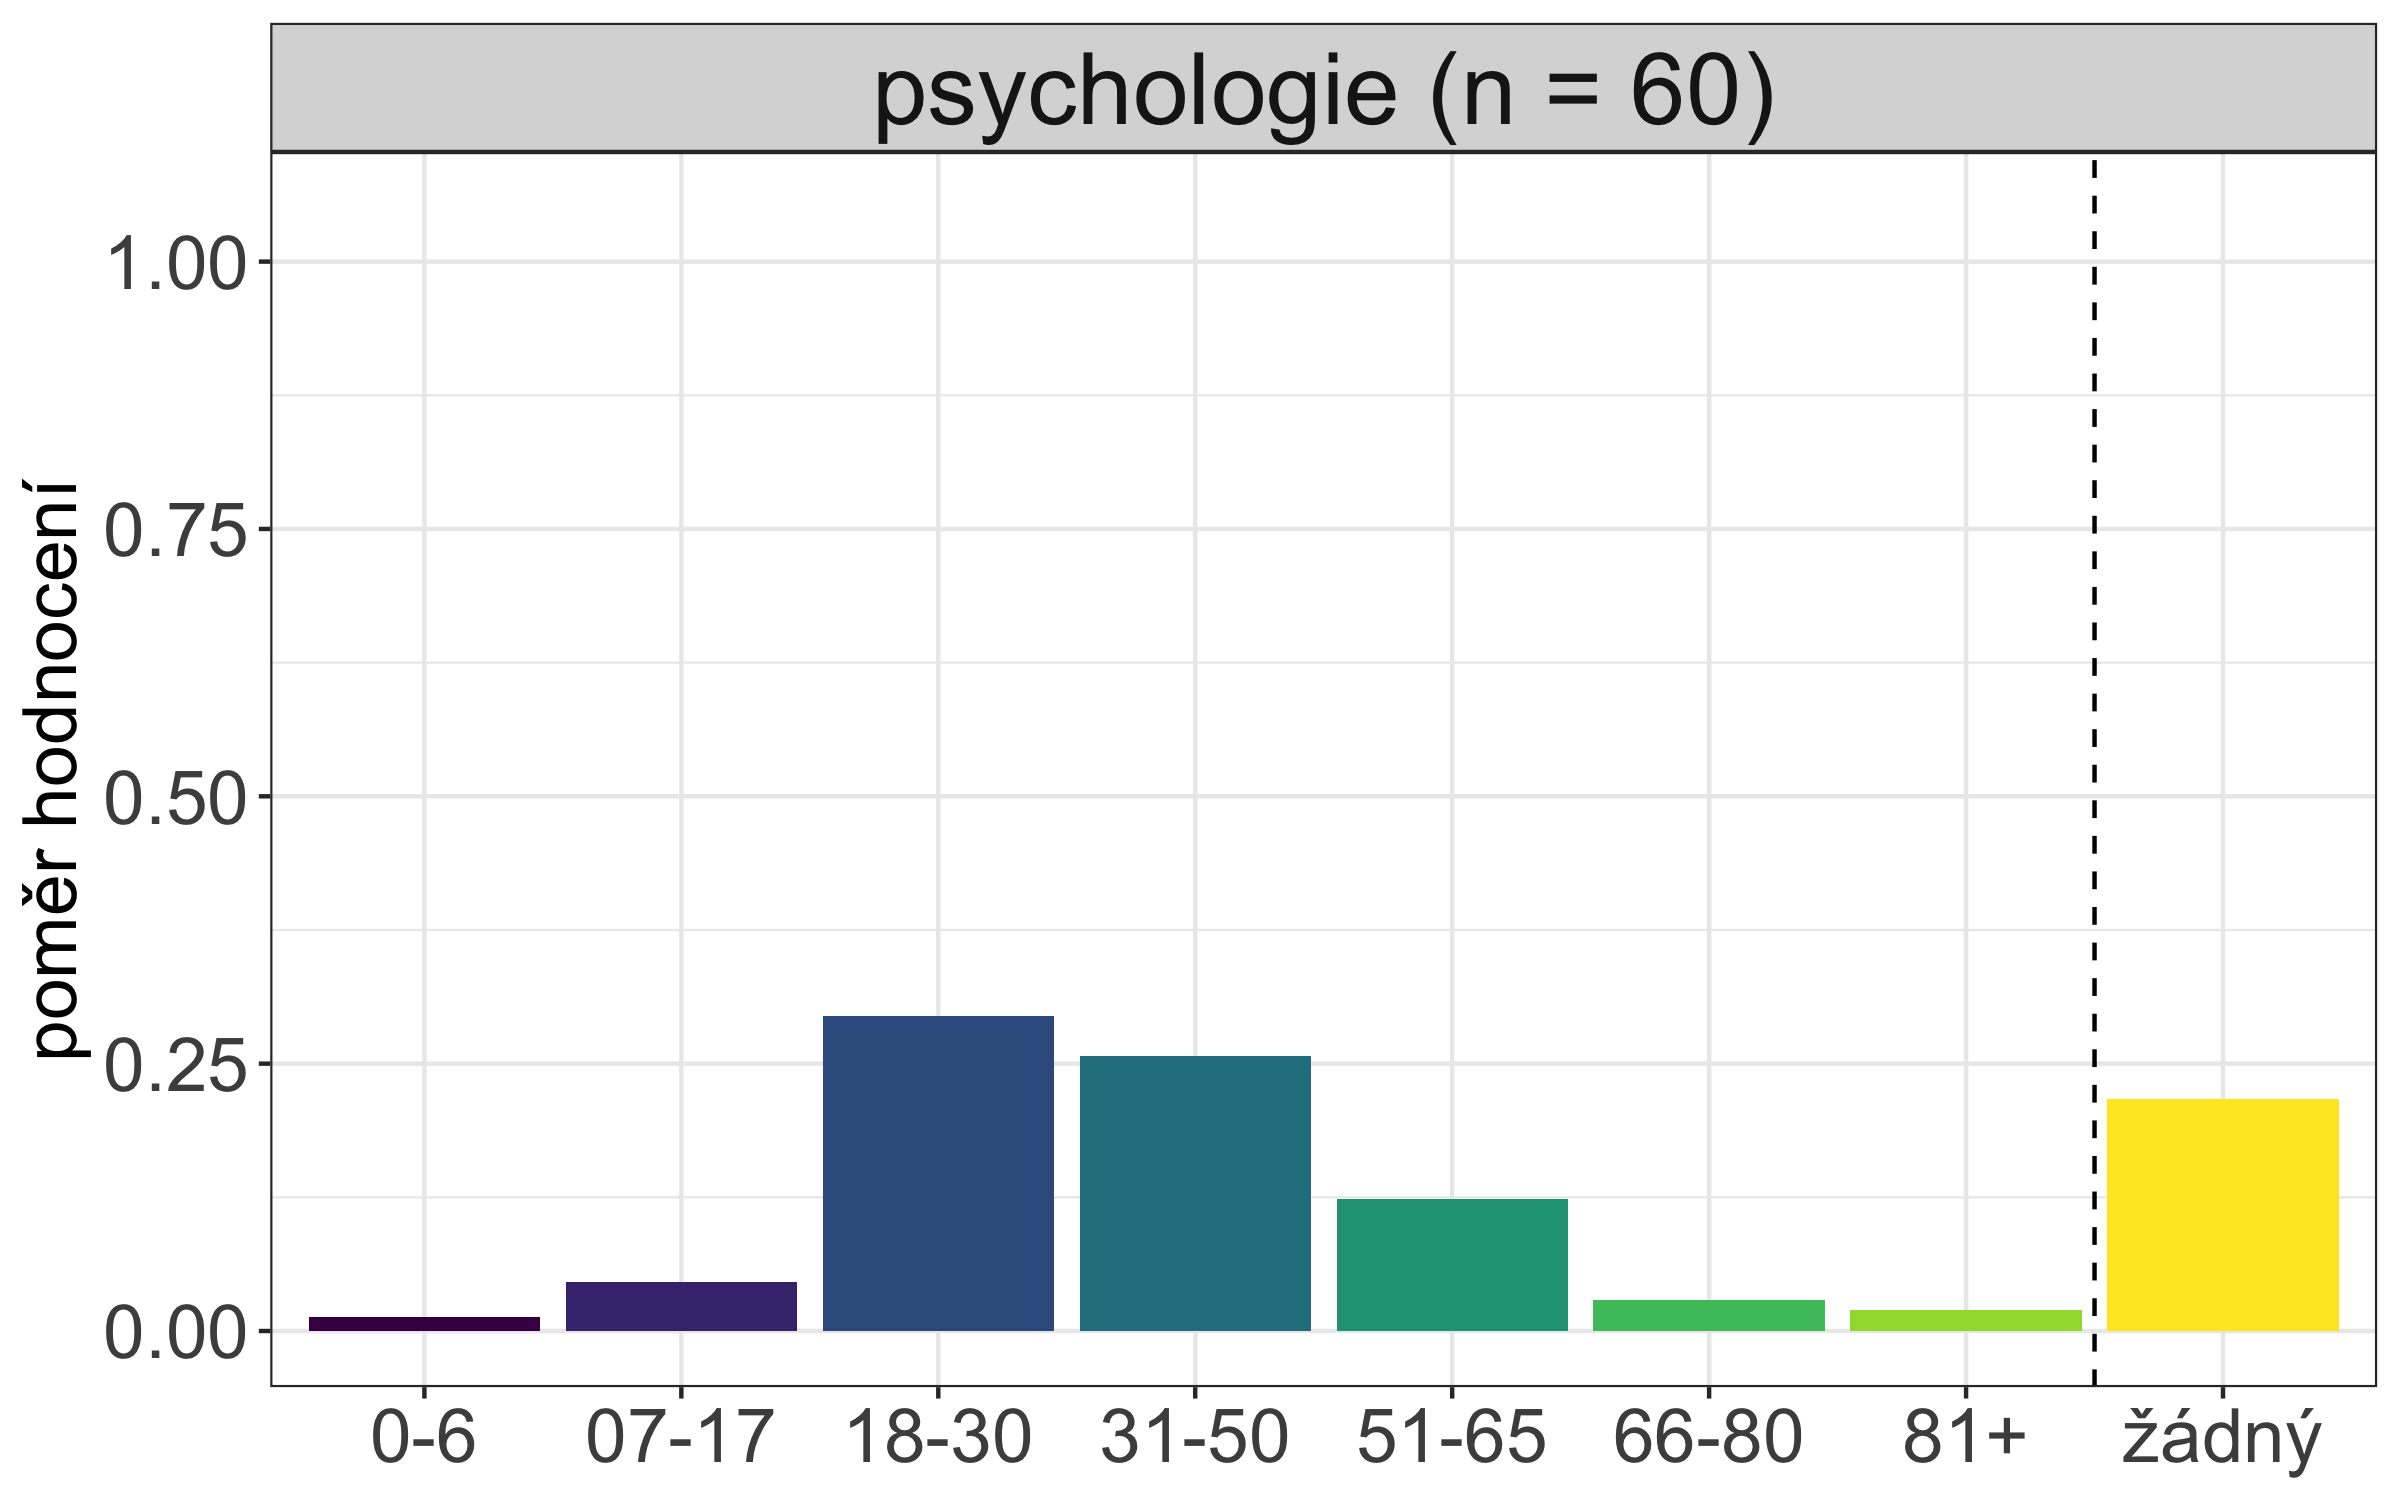 psychologie (n = 60)
poměr hodnocení
1.00
0.75
0.50
0.25
0.00
0-6 07-17 18-30 31-50 51-65 66-80 81+ žádný